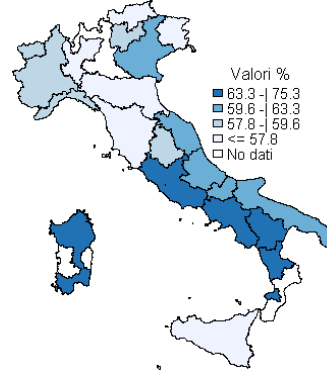 Valori %
63.3 -| 75.3
59.6 -| 63.3
57.8 -| 59.6
<= 57.8
No dati